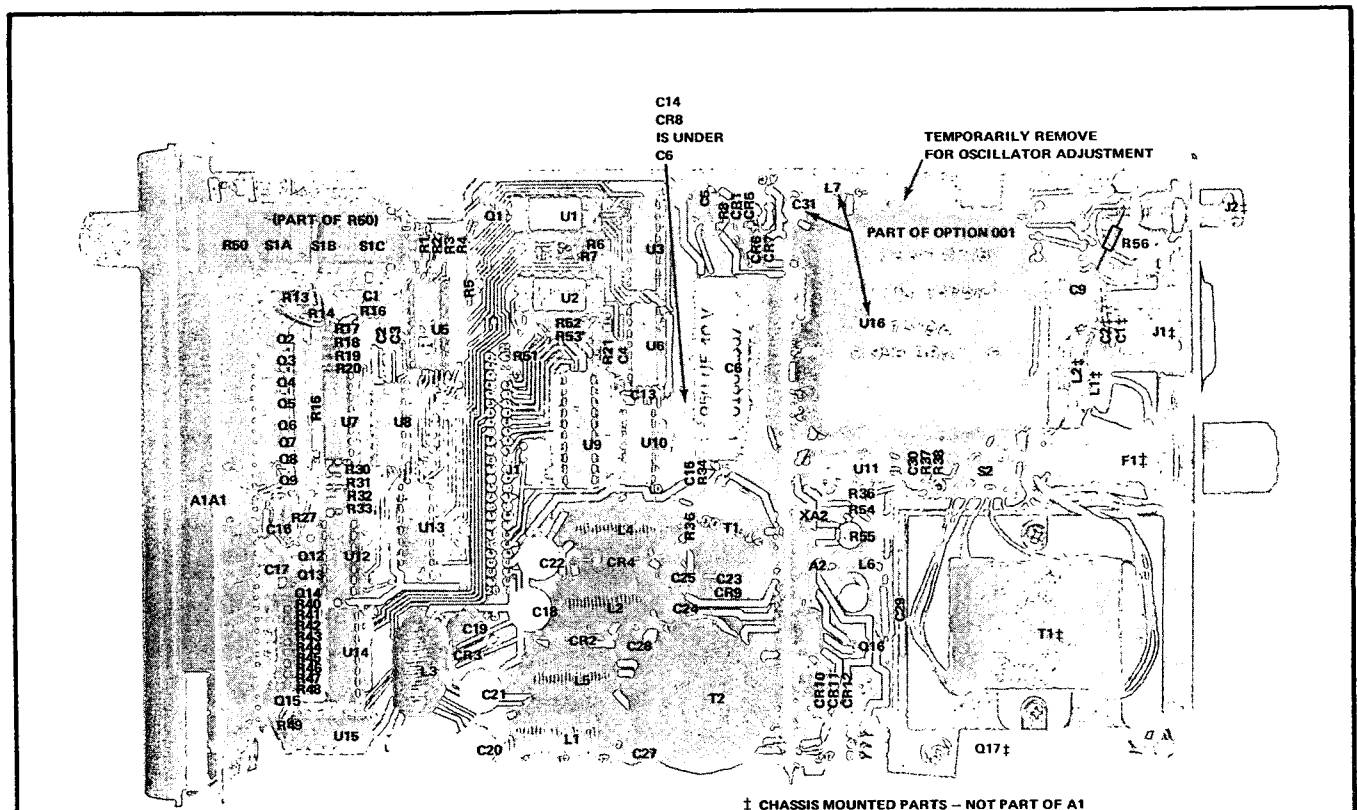 C14
CR8
IS UNDER
C6
TEMPORARILY REMOVE
FOR OSCILLATOR ADJUSTMENT
(PART OF R50)
R50 S1A S1B S1C
R1
R2
R3
R4
Q1
U1
R6
R7
U3
C5
R8
CR1
CR5
CR6
CR7
C31
L7
PART OF OPTION 001
R56
J2‡
R13
R14
C1
R16
R5
U2
C9
U16
Q2
Q3
Q4
Q5
Q6
Q7
Q8
Q9
R17
R18
R19
R20
C2
C3
U5
R52
R53
R51
R21
C4
U6
C6
C2‡
C1‡
J1‡
L2‡
L1‡
R15
U7
U8
C13
U9
U10
J1
R30
R31
R32
R33
C15
R34
U11
C30
R37
R38
S2
F1‡
A1A1
C16
R27
U13
R36
R54
XA2
R55
L4
T1
Q12
U12
C17
Q13
C22
CR4
C25
C23
CR9
A2
L6
Q14
R40
R41
R42
R43
R44
R45
R46
R47
R48
U14
C18
L2
C24
C29
C19
CR3
CR2
C28
Q16
T1‡
L3
L5
CR10
CR11
CR12
Q15
C21
T2
R49
U15
C20
L1
C27
Q17‡
‡ CHASSIS MOUNTED PARTS – NOT PART OF A1